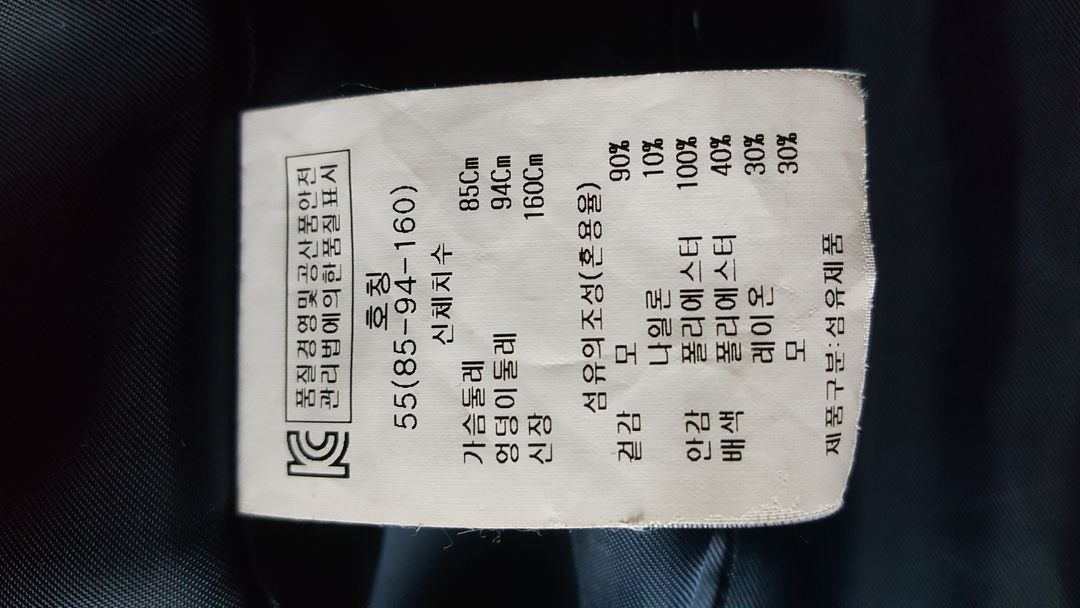 품질경영및공산품안전
관리법에의한품질표시
호칭
55(85-94-160)
신체치수
가슴둘레 85Cm
엉덩이둘레 94Cm
신장 160Cm
섬유의조성(혼용율)
겉감 모 90%
나일론 10%
안감 폴리에스터 100%
배색 폴리에스터 40%
레이온 30%
모 30%
제품구분:섬유제품